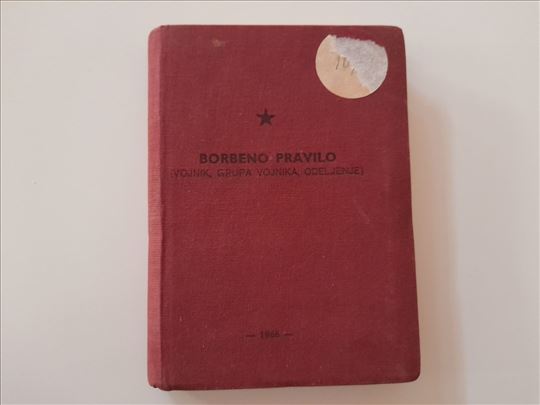 BORBENO PRAVILO
(VOJNIK, GRUPA VOJNIKA, ODELJENJE)
— 1966 —